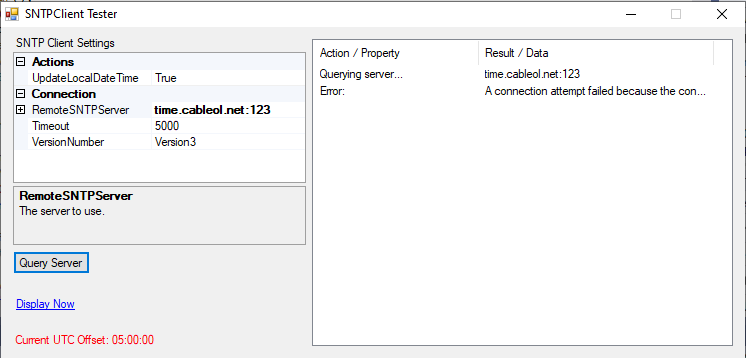 SNTPClient Tester
SNTP Client Settings
Actions
UpdateLocalDateTime True
Connection
RemoteSNTPServer time.cableol.net:123
Timeout 5000
VersionNumber Version3
RemoteSNTPServer
The server to use.
Query Server
Display Now
Current UTC Offset: 05:00:00
Action / Property Result / Data
Querying server... time.cableol.net:123
Error: A connection attempt failed because the con...